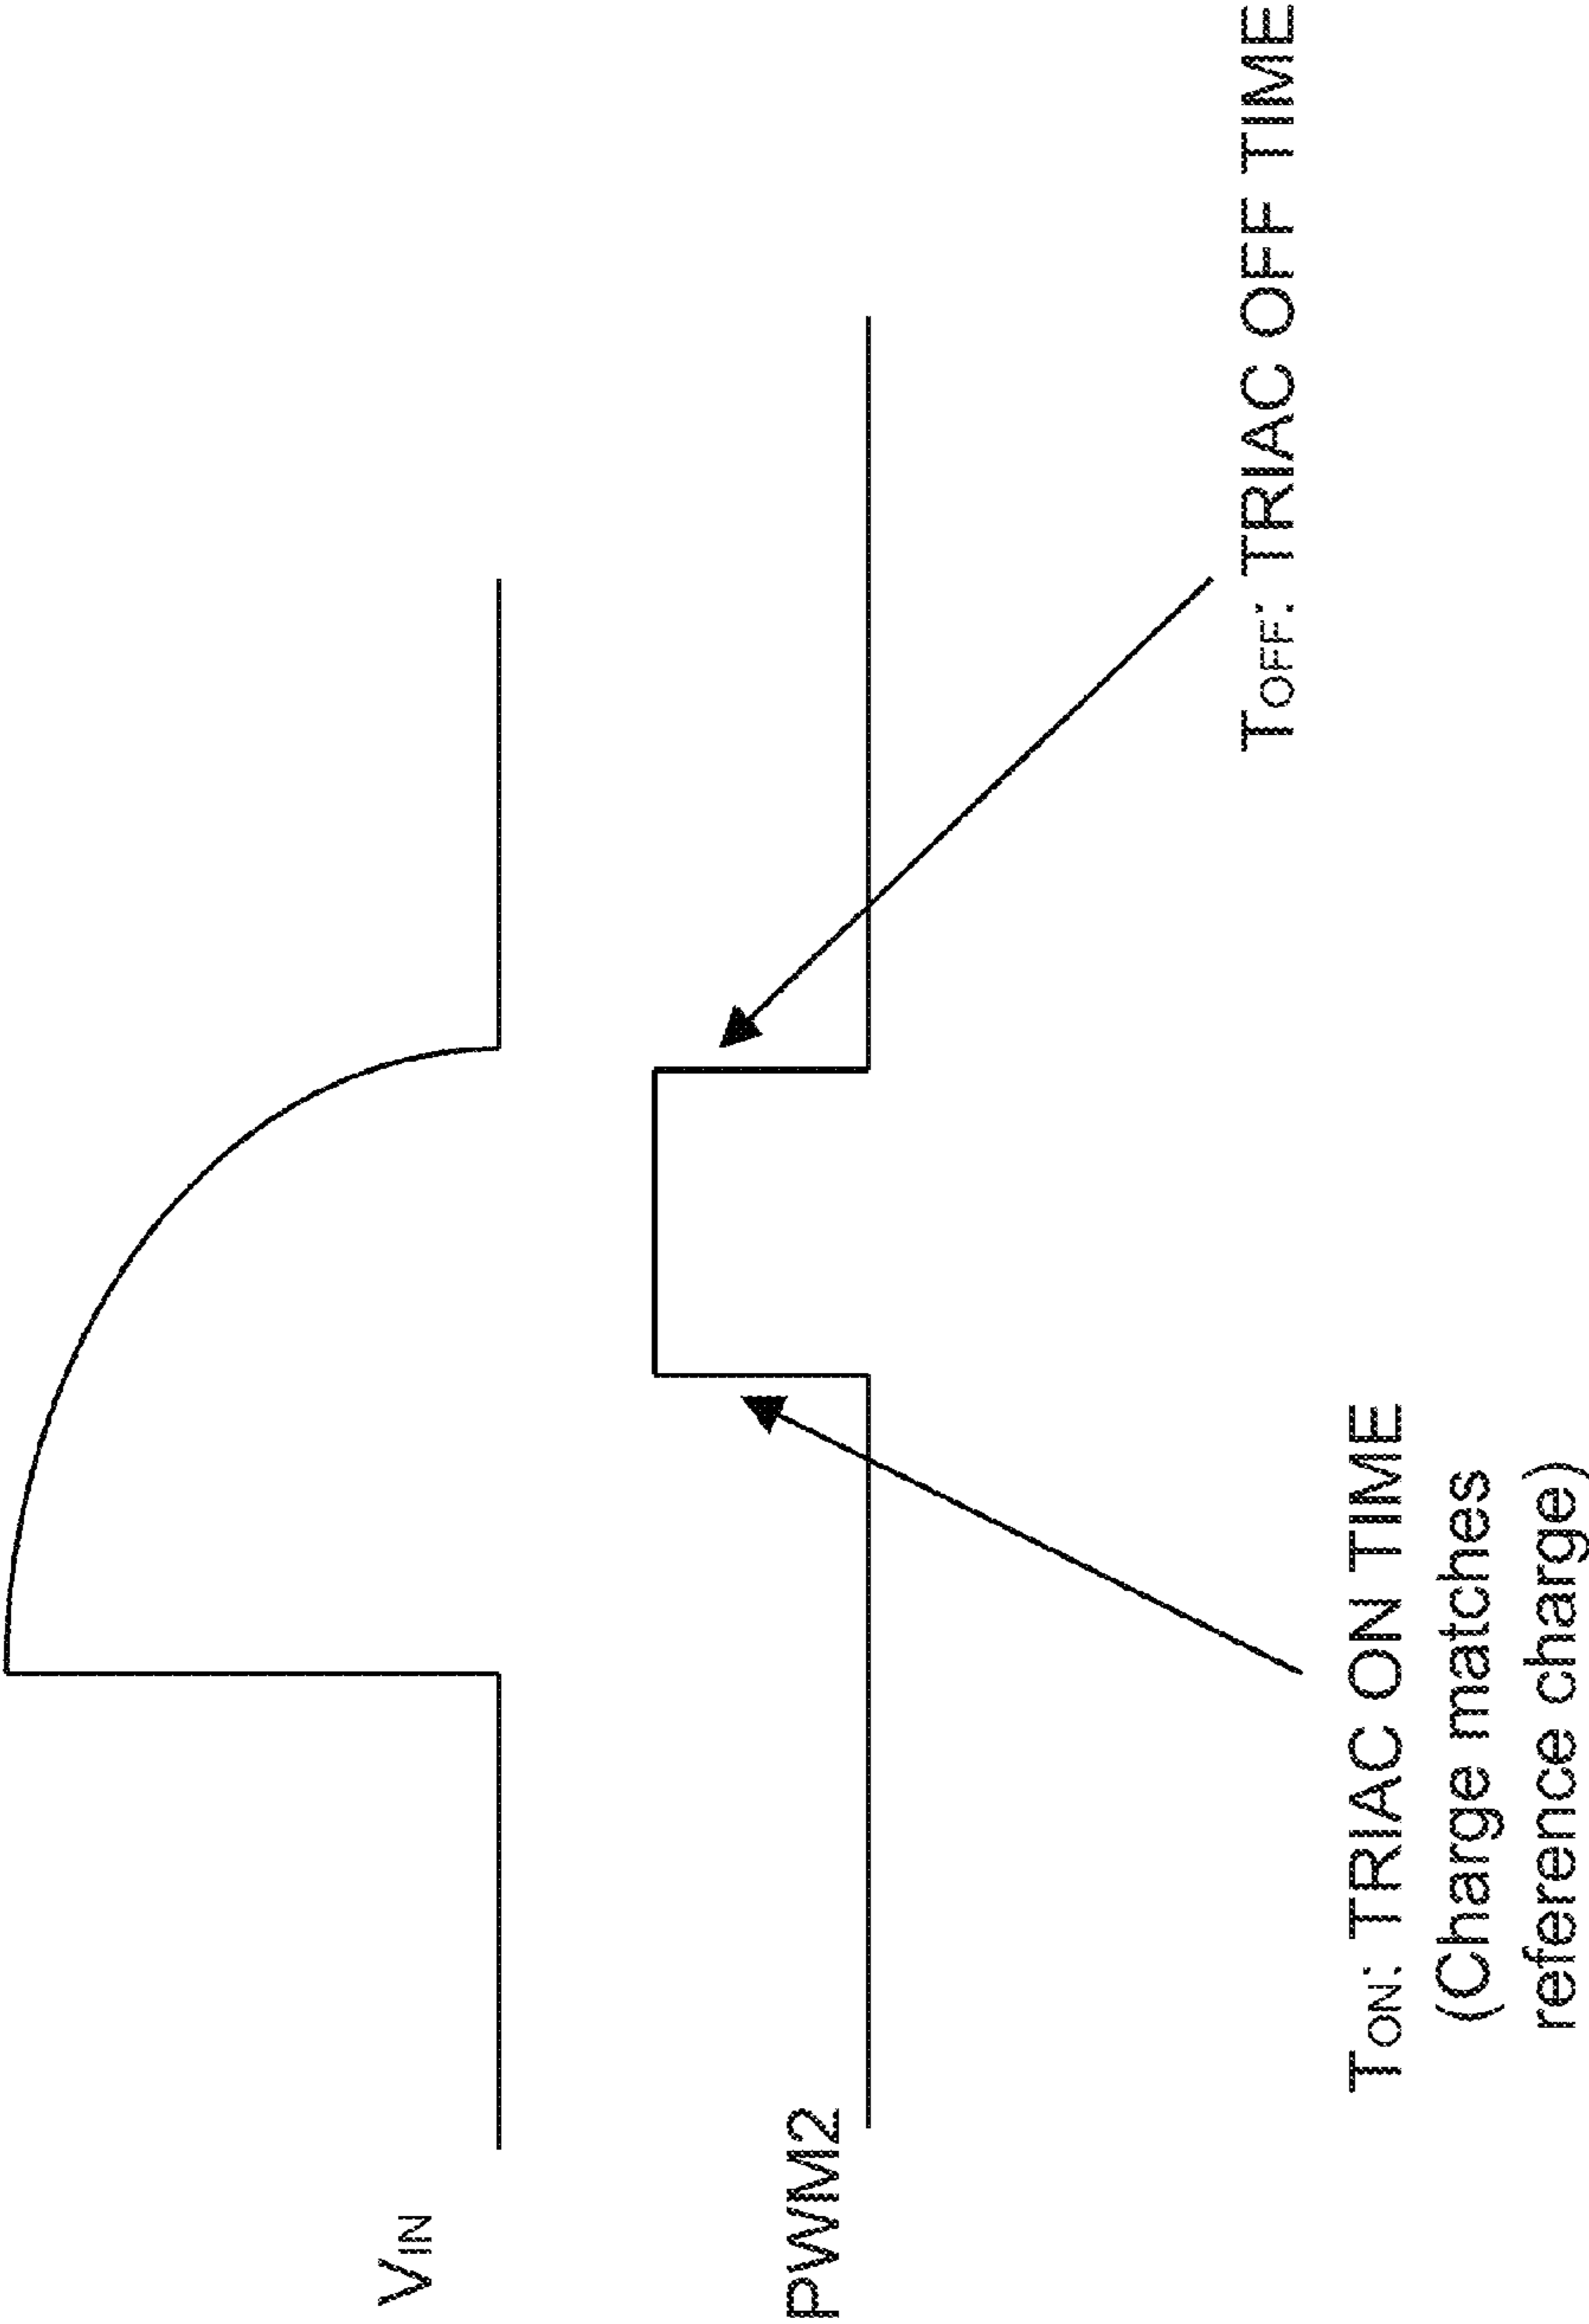 VIN
PWM2
TON: TRIAC ON TIME
(Charge matches
reference charge)
TOFF: TRIAC OFF TIME